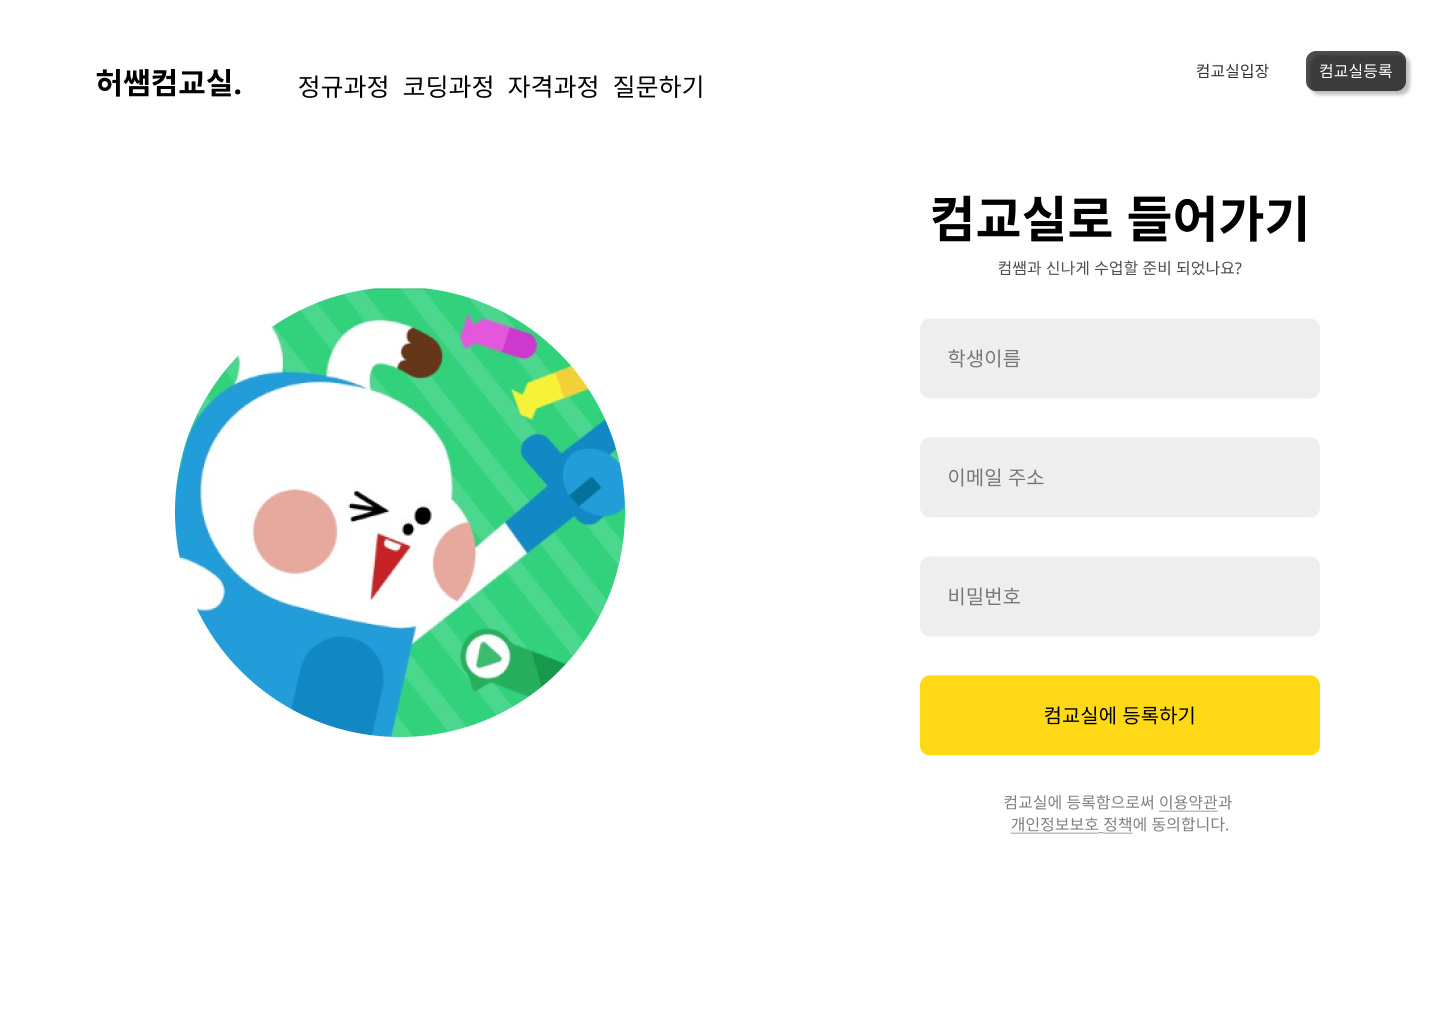 허쌤컴교실.
정규과정 코딩과정 자격과정 질문하기
컴교실입장
컴교실등록
컴교실로 들어가기
컴쌤과 신나게 수업할 준비 되었나요?
학생이름
이메일 주소
비밀번호
컴교실에 등록하기
컴교실에 등록함으로써 이용약관과
개인정보보호 정책에 동의합니다.